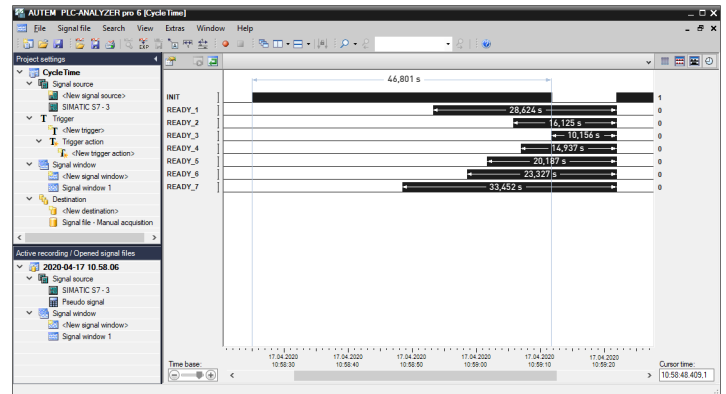 AUTEM PLC-ANALYZER pro 6 [CycleTime]
File Signal file Search View Extras Window Help
Project settings
CycleTime
Signal source
<New signal source>
SIMATIC S7 - 3
T Trigger
<New trigger>
Trigger action
<New trigger action>
Signal window
<New signal window>
Signal window 1
Destination
<New destination>
Signal file - Manual acquisition
Active recording / Opened signal files
2020-04-17 10.58.06
Signal source
SIMATIC S7 - 3
Pseudo signal
Signal window
<New signal window>
Signal window 1
46,801 s
INIT 1
READY_1 28,624 s 0
READY_2 16,125 s 0
READY_3 10,156 s 0
READY_4 14,937 s 0
READY_5 20,187 s 0
READY_6 23,327 s 0
READY_7 33,452 s 0
17.04.2020 17.04.2020 17.04.2020 17.04.2020 17.04.2020 17.04.2020
10:58:30 10:58:40 10:58:50 10:59:00 10:59:10 10:59:20
Time base:
Cursor time:
10:58:48.409,1